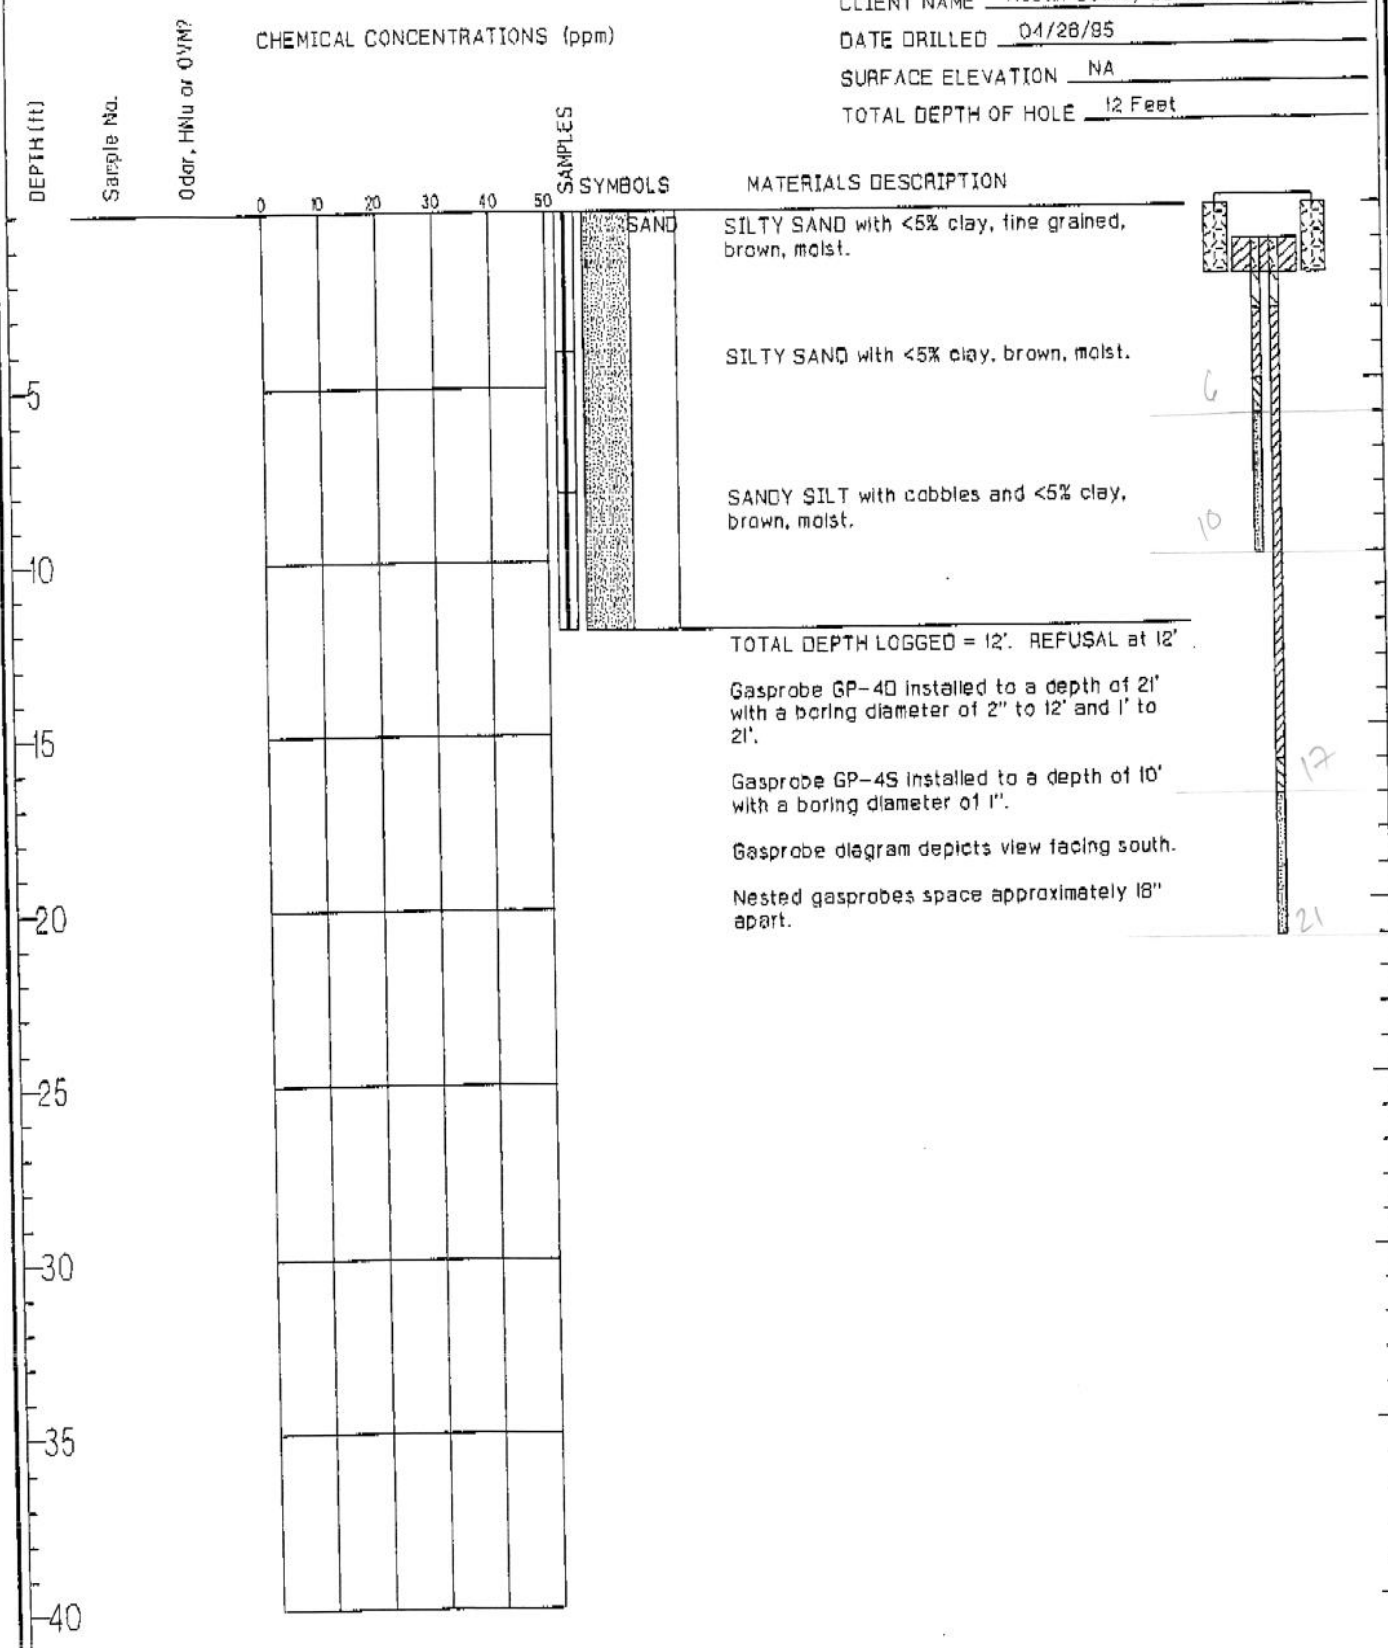 CLIENT NAME
DATE DRILLED 04/28/95
SURFACE ELEVATION NA
TOTAL DEPTH OF HOLE 12 Feet
CHEMICAL CONCENTRATIONS (ppm)
DEPTH (ft)
Sample No.
Odor, HNu or OVM?
0 10 20 30 40 50
SAMPLES
SYMBOLS
MATERIALS DESCRIPTION
SAND
SILTY SAND with <5% clay, fine grained,
brown, moist.
SILTY SAND with <5% clay, brown, moist.
SANDY SILT with cobbles and <5% clay,
brown, moist.
TOTAL DEPTH LOGGED = 12'. REFUSAL at 12'
Gasprobe GP-4D installed to a depth of 21'
with a boring diameter of 2" to 12' and 1' to
21'.
Gasprobe GP-4S installed to a depth of 10'
with a boring diameter of 1".
Gasprobe diagram depicts view facing south.
Nested gasprobes space approximately 18"
apart.
6
10
17
21
5
10
15
20
25
30
35
40